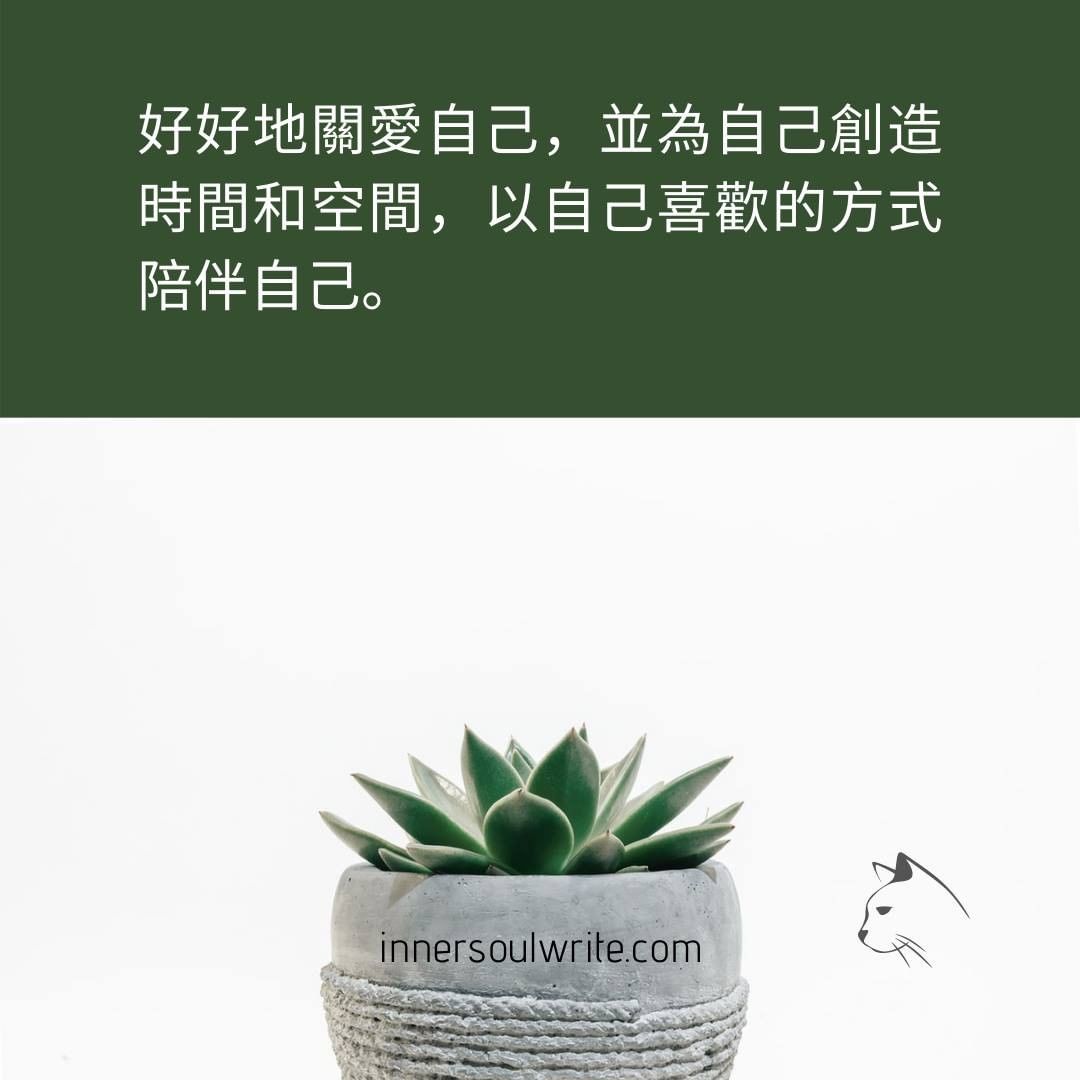 好好地關愛自己，並為自己創造
時間和空間，以自己喜歡的方式
陪伴自己。
innersoulwrite.com